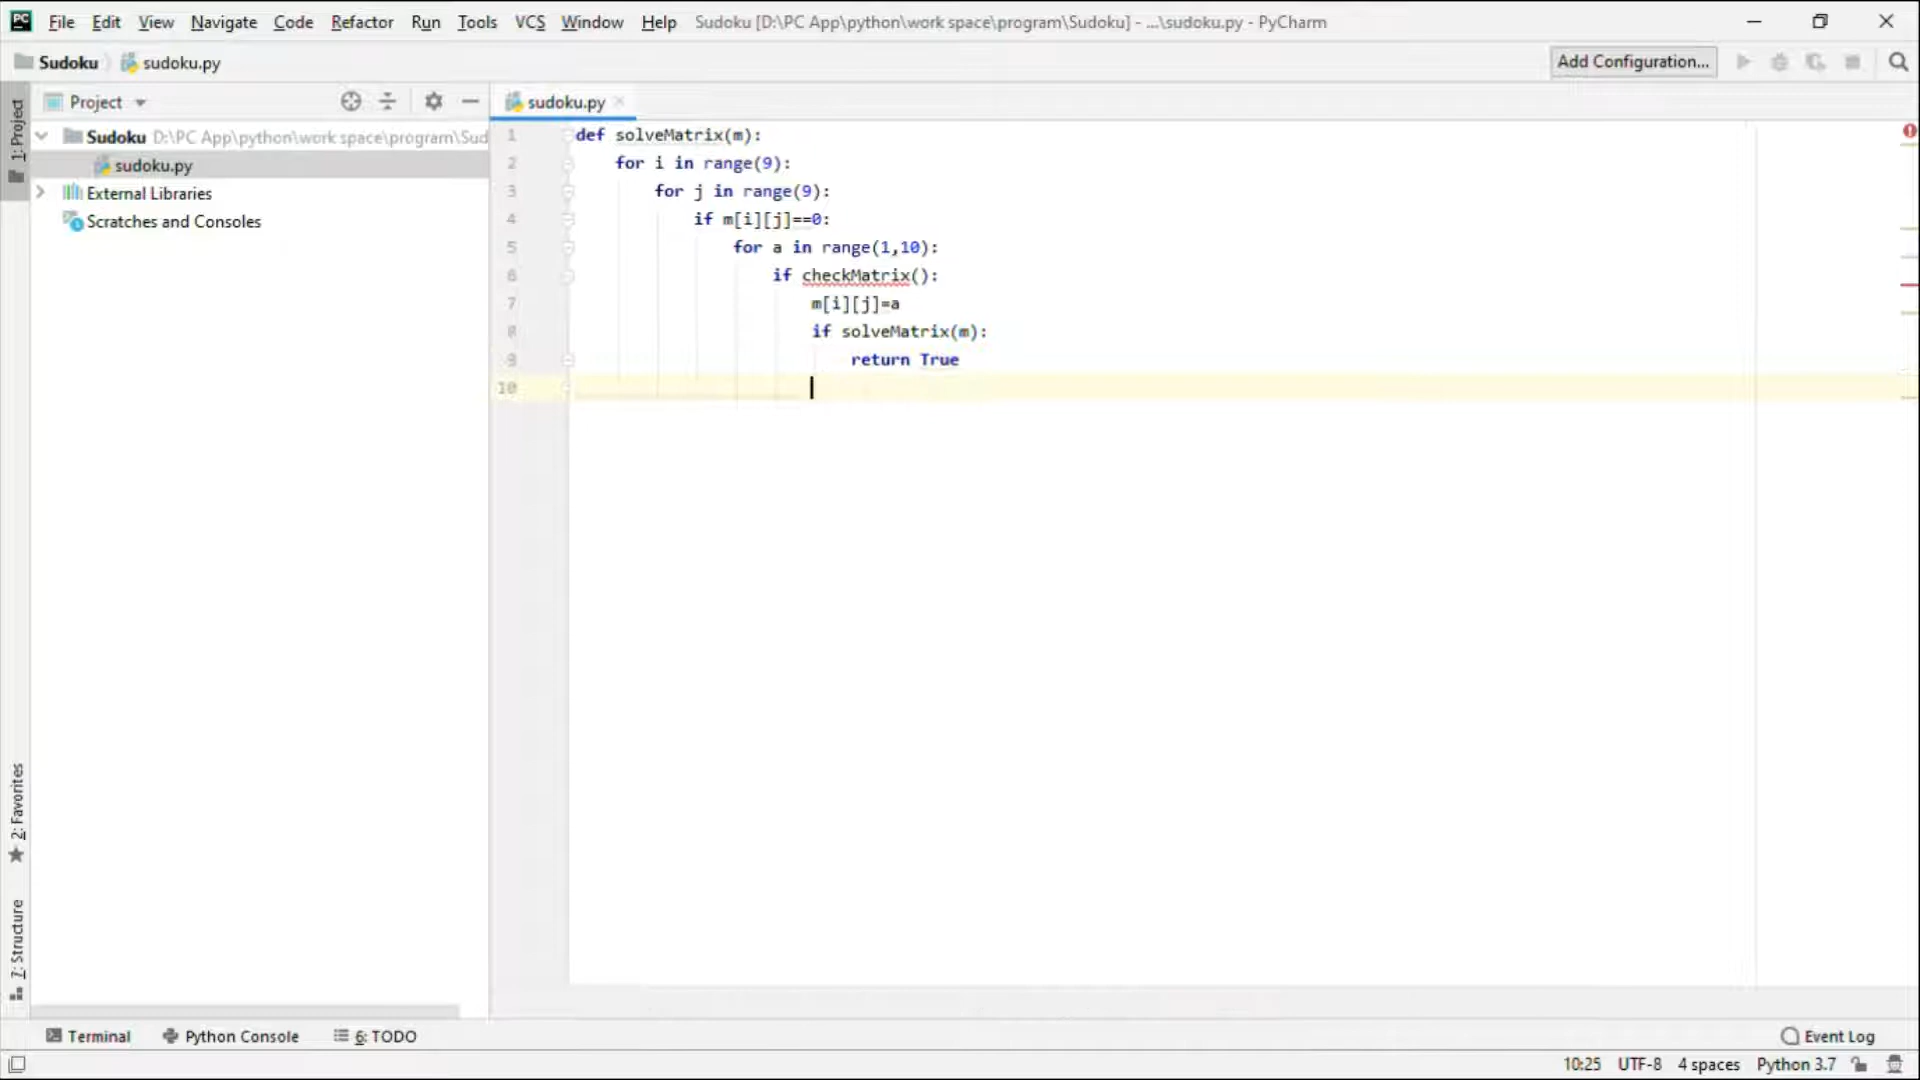 PC File Edit View Navigate Code Refactor Run Tools VCS Window Help Sudoku [D:\PC App\python\work space\program\Sudoku] - ...\sudoku.py - PyCharm
Sudoku sudoku.py Add Configuration...
1: Project
Project
sudoku.py
Sudoku D:\PC App\python\work space\program\Sud
sudoku.py
External Libraries
Scratches and Consoles
1 def solveMatrix(m):
2 for i in range(9):
3 for j in range(9):
4 if m[i][j]==0:
5 for a in range(1,10):
6 if checkMatrix():
7 m[i][j]=a
8 if solveMatrix(m):
9 return True
10
2: Favorites
7: Structure
Terminal Python Console 6: TODO Event Log
10:25 UTF-8 4 spaces Python 3.7